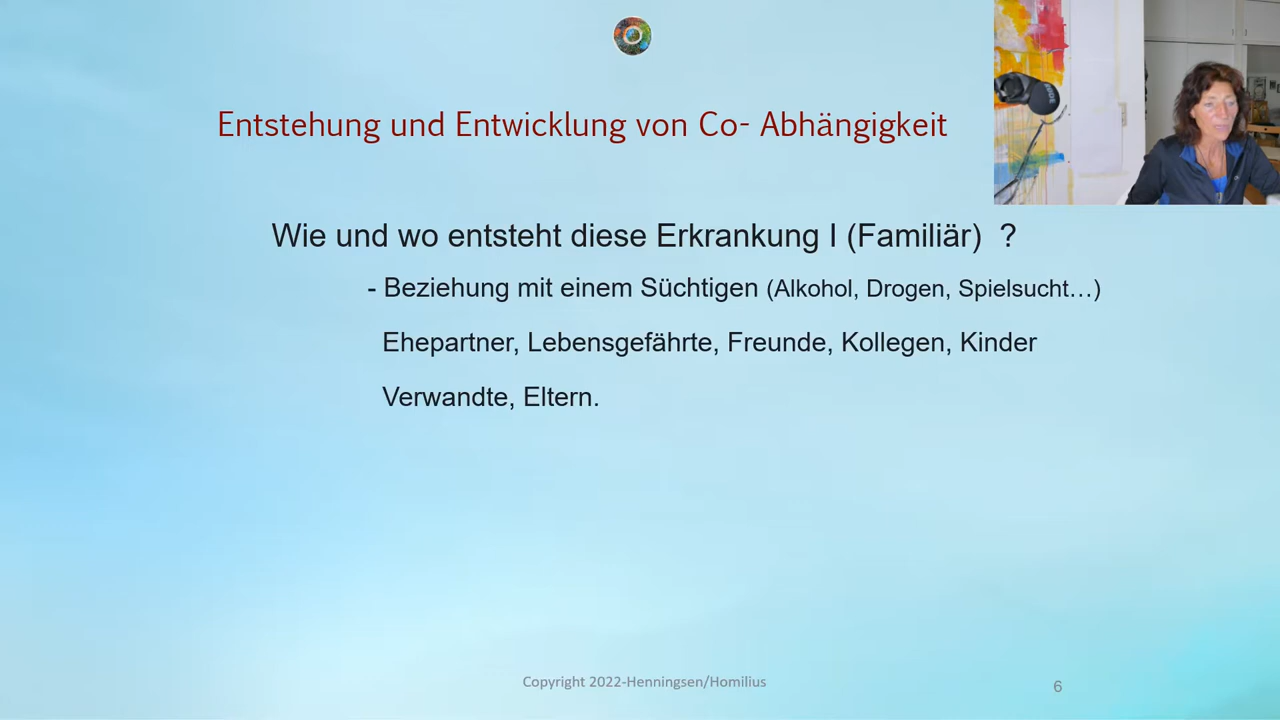 Entstehung und Entwicklung von Co- Abhängigkeit
Wie und wo entsteht diese Erkrankung I (Familiär) ?
- Beziehung mit einem Süchtigen (Alkohol, Drogen, Spielsucht…)
Ehepartner, Lebensgefährte, Freunde, Kollegen, Kinder
Verwandte, Eltern.
Copyright 2022-Henningsen/Homilius
6